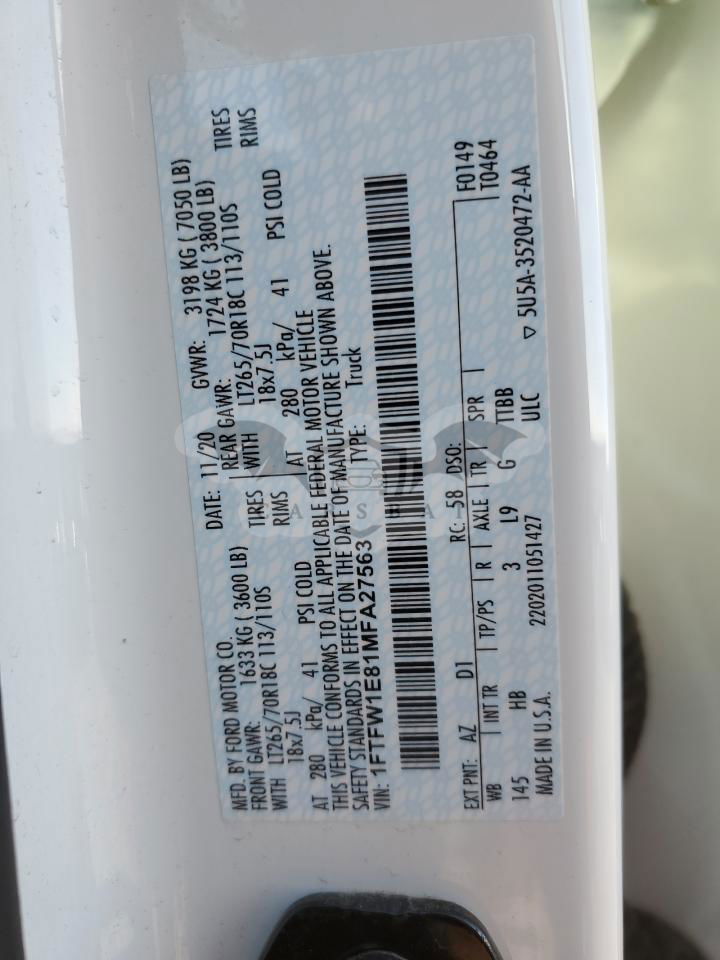 MFD. BY FORD MOTOR CO. DATE: 11/20 GVWR: 3198 KG ( 7050 LB)
FRONT GAWR: 1633 KG ( 3600 LB) REAR GAWR: 1724 KG ( 3800 LB)
WITH LT265/70R18C 113/110S TIRES WITH LT265/70R18C 113/110S TIRES
18x7.5J RIMS 18x7.5J RIMS
AT 280 kPa/ 41 PSI COLD AT 280 kPa/ 41 PSI COLD
THIS VEHICLE CONFORMS TO ALL APPLICABLE FEDERAL MOTOR VEHICLE
SAFETY STANDARDS IN EFFECT ON THE DATE OF MANUFACTURE SHOWN ABOVE.
VIN: 1FTFW1E81MFA27563 TYPE: Truck
EXT PNT: AZ D1 RC: 58 DSO: F0149
WB INT TR TP/PS R AXLE TR SPR T0464
145 HB 3 L9 G TTBB
MADE IN U.S.A. 2202011051427 ULC ▽ 5U5A-3520472-AA